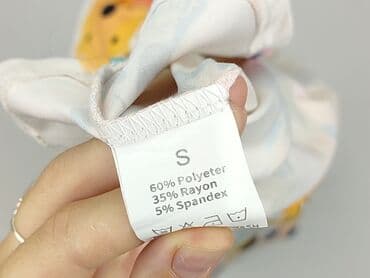 S
60% Polyeter
35% Rayon
5% Spandex